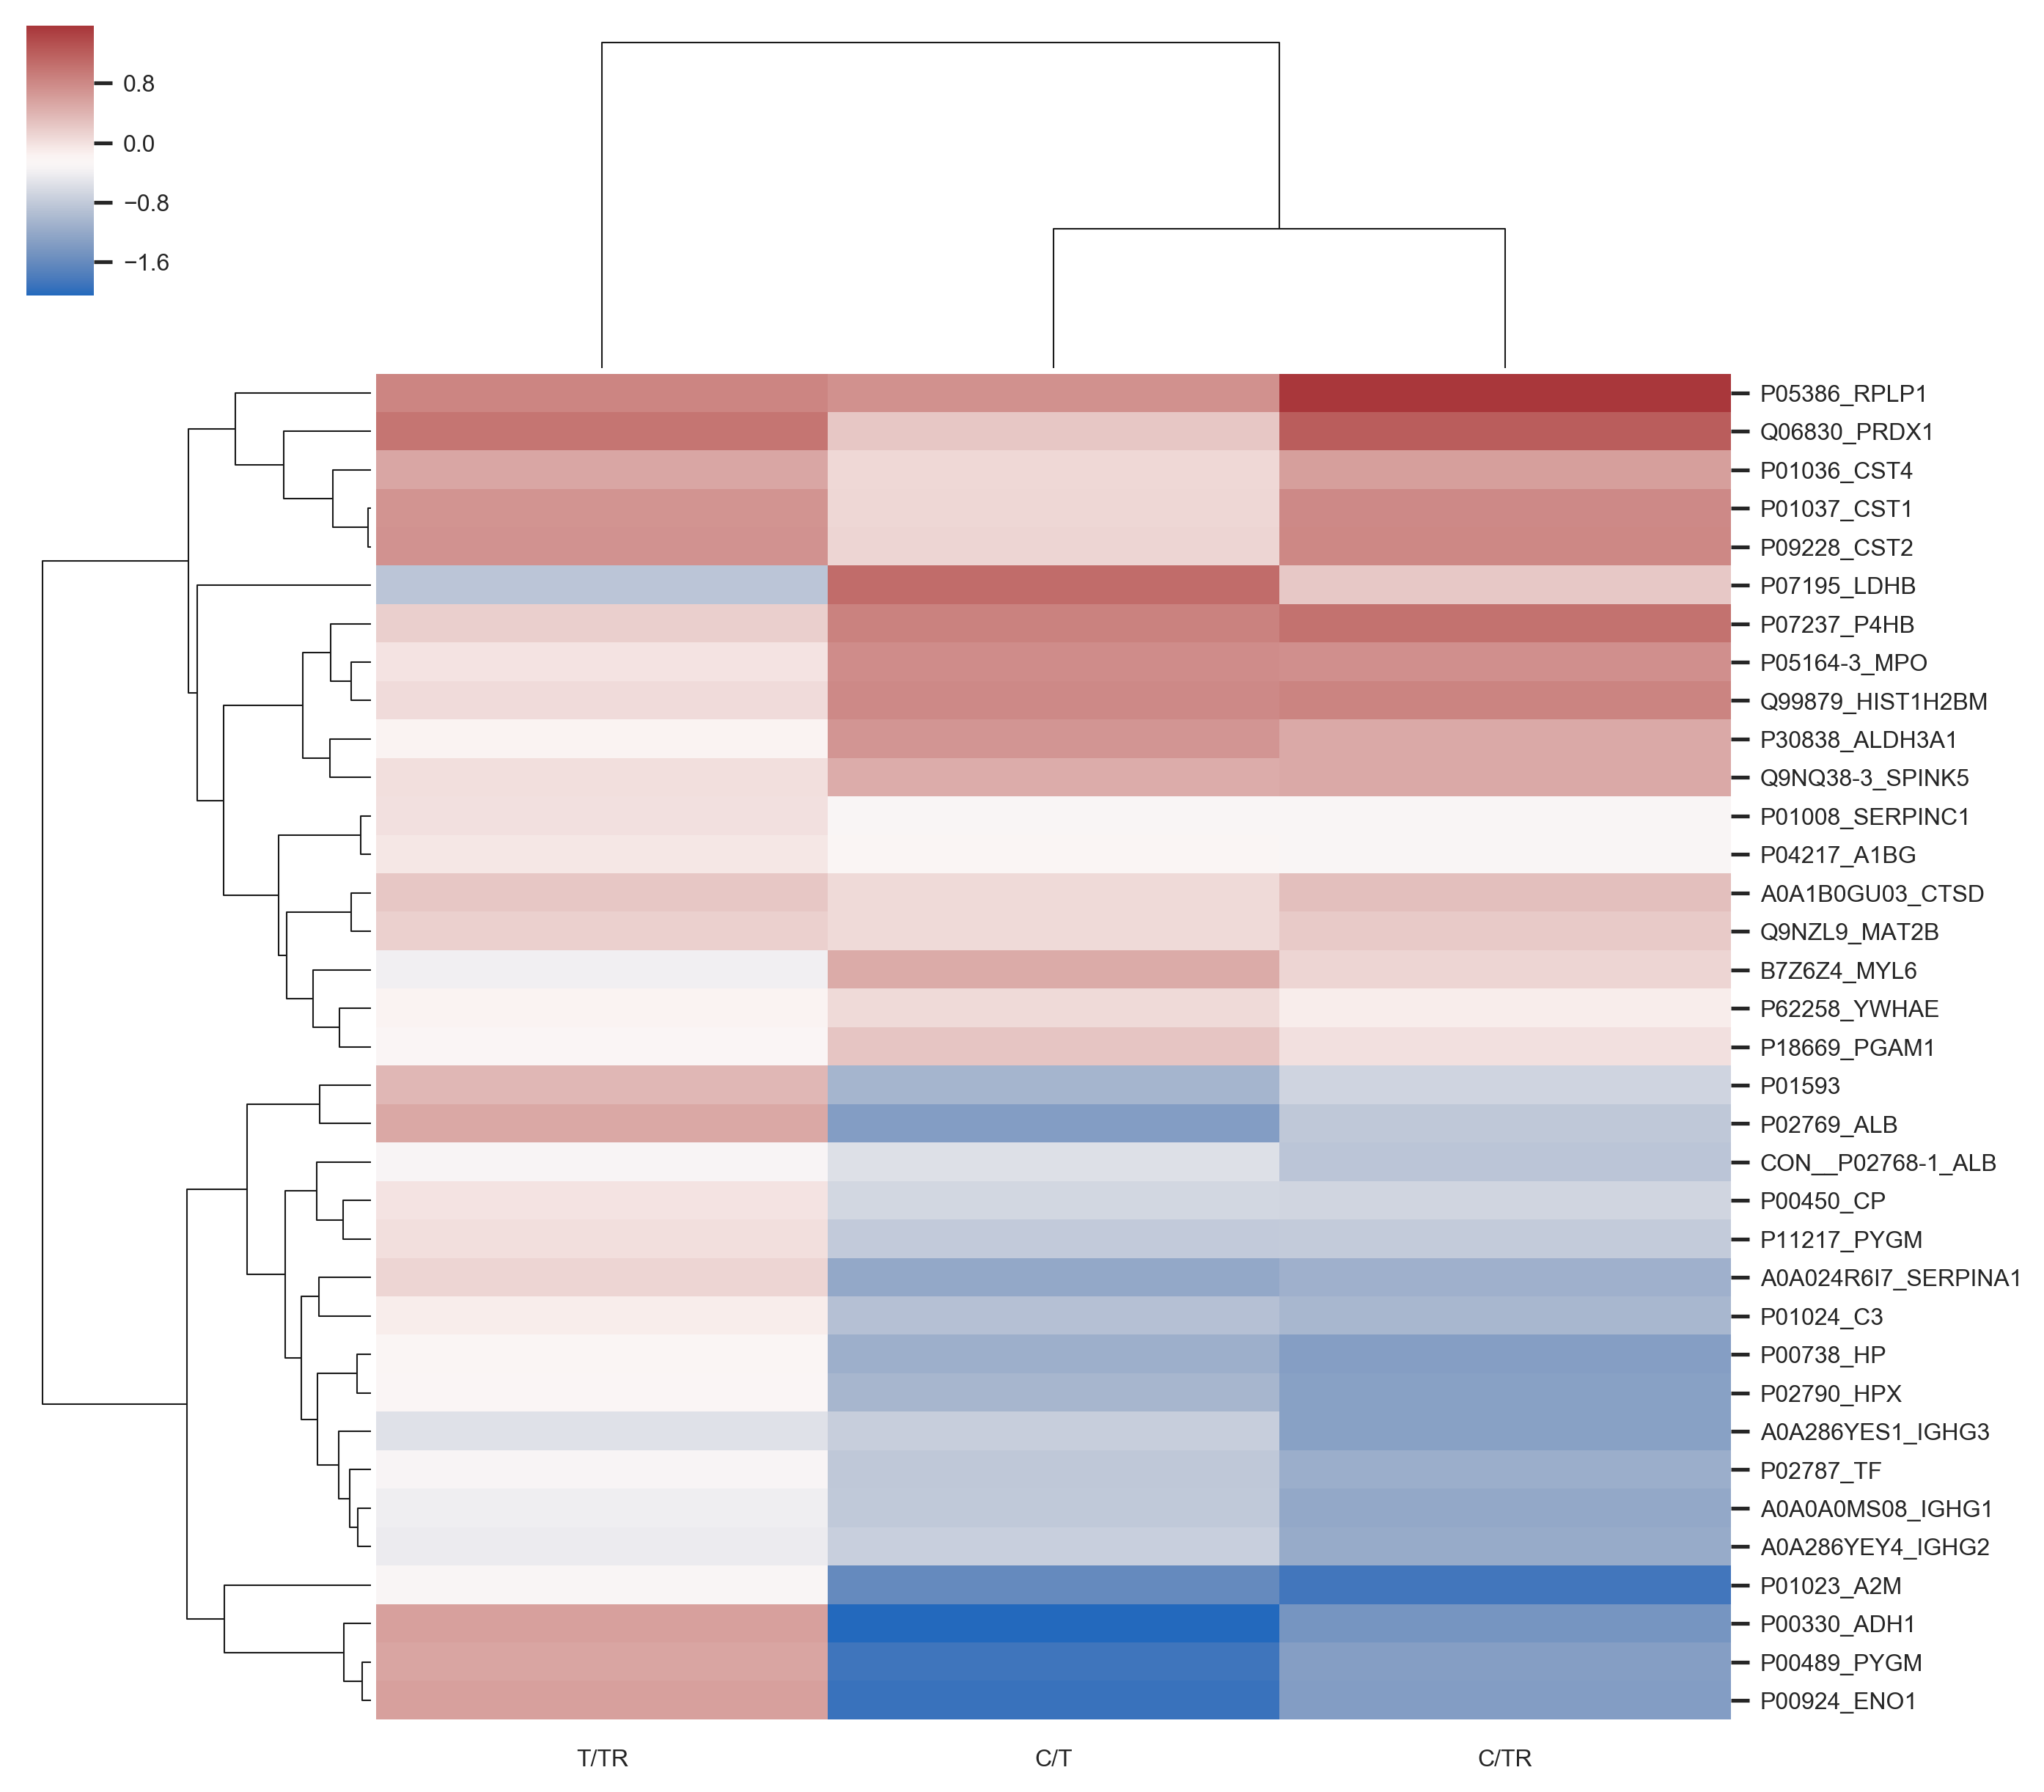 0.8
0.0
−0.8
−1.6
P05386_RPLP1
Q06830_PRDX1
P01036_CST4
P01037_CST1
P09228_CST2
P07195_LDHB
P07237_P4HB
P05164-3_MPO
Q99879_HIST1H2BM
P30838_ALDH3A1
Q9NQ38-3_SPINK5
P01008_SERPINC1
P04217_A1BG
A0A1B0GU03_CTSD
Q9NZL9_MAT2B
B7Z6Z4_MYL6
P62258_YWHAE
P18669_PGAM1
P01593
P02769_ALB
CON__P02768-1_ALB
P00450_CP
P11217_PYGM
A0A024R6I7_SERPINA1
P01024_C3
P00738_HP
P02790_HPX
A0A286YES1_IGHG3
P02787_TF
A0A0A0MS08_IGHG1
A0A286YEY4_IGHG2
P01023_A2M
P00330_ADH1
P00489_PYGM
P00924_ENO1
T/TR
C/T
C/TR